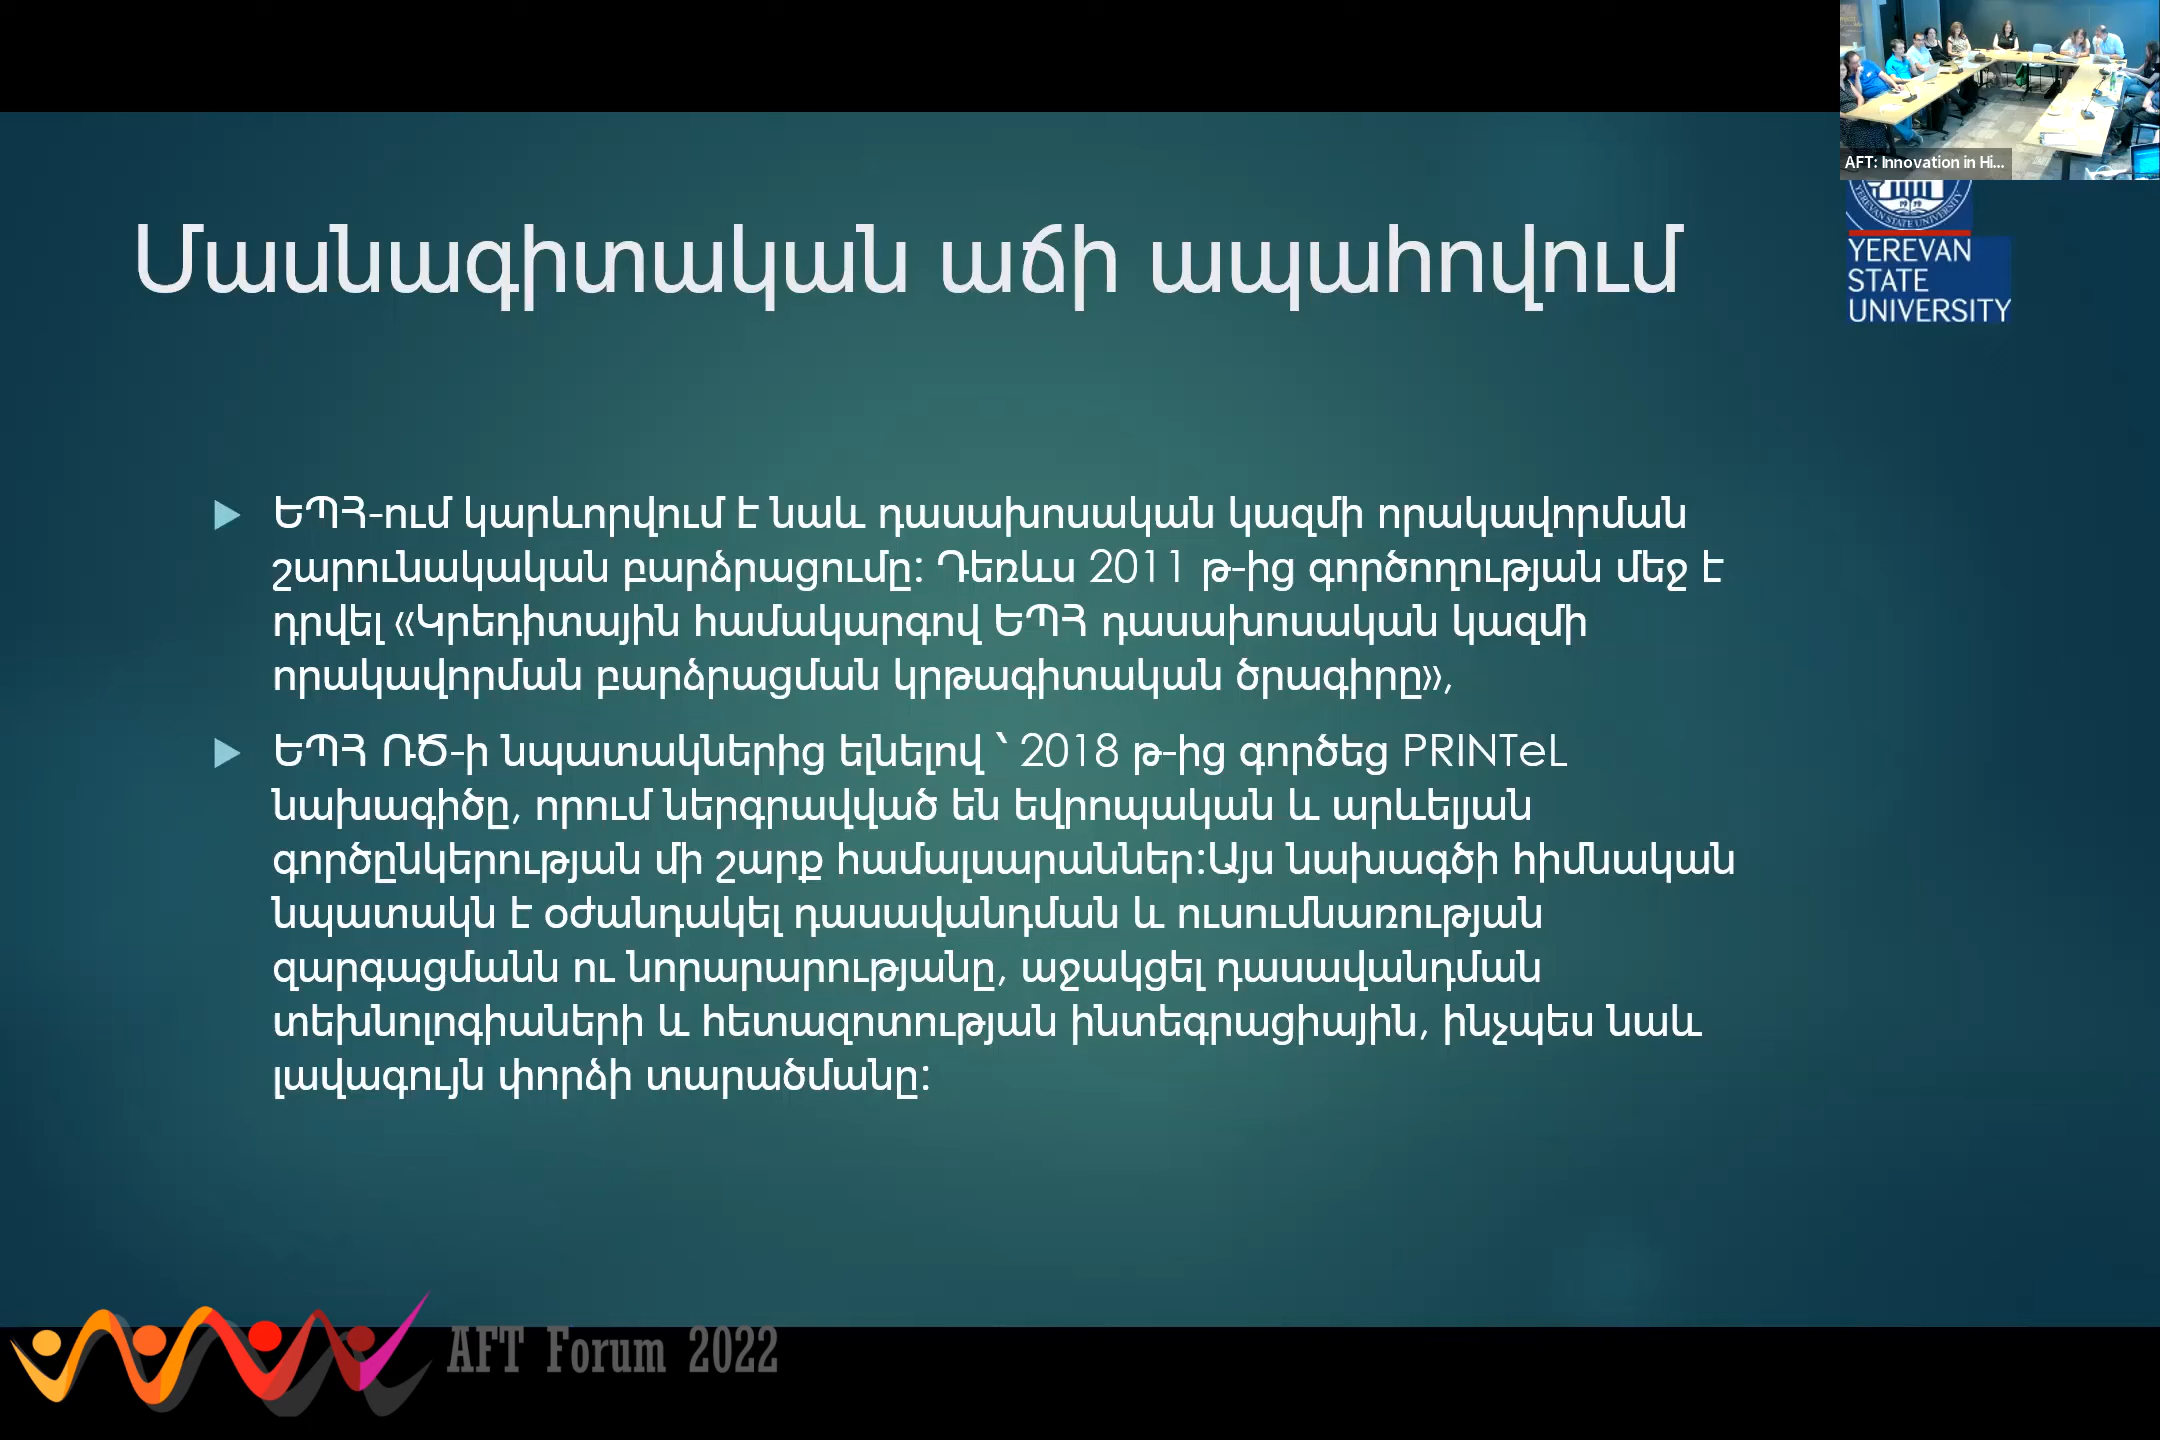 AFT: Innovation in Hi...
YEREVAN STATE UNIVERSITY
YEREVAN
STATE
UNIVERSITY
Մասնագիտական աճի ապահովում
ԵՊՀ-ում կարևորվում է նաև դասախոսական կազմի որակավորման
շարունակական բարձրացումը: Դեռևս 2011 թ-ից գործողության մեջ է
դրվել «Կրեդիտային համակարգով ԵՊՀ դասախոսական կազմի
որակավորման բարձրացման կրթագիտական ծրագիրը»,
ԵՊՀ ՌԾ-ի նպատակներից ելնելով ՝ 2018 թ-ից գործեց PRINTeL
նախագիծը, որում ներգրավված են եվրոպական և արևելյան
գործընկերության մի շարք համալսարաններ:Այս նախագծի հիմնական
նպատակն է օժանդակել դասավանդման և ուսումնառության
զարգացմանն ու նորարարությանը, աջակցել դասավանդման
տեխնոլոգիաների և հետազոտության ինտեգրացիային, ինչպես նաև
լավագույն փորձի տարածմանը:
AFT Forum 2022